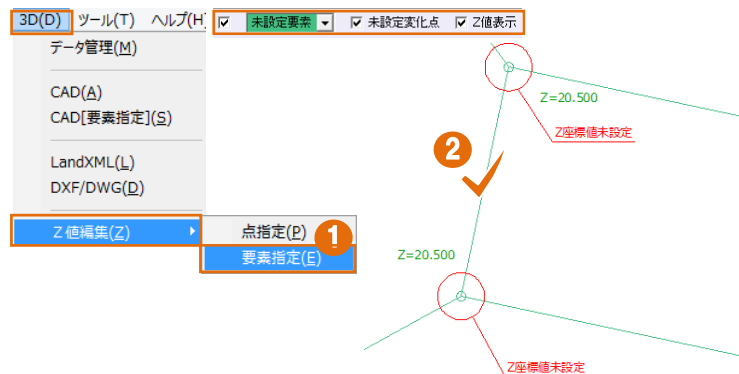 3D(D) ツール(T) ヘルプ(H)
未設定要素 未設定変化点 Z値表示
データ管理(M)
CAD(A)
CAD[要素指定](S)
LandXML(L)
DXF/DWG(D)
Z値編集(Z)
点指定(P)
要素指定(E)
1
2
Z=20.500
Z座標値未設定
Z=20.500
Z座標値未設定